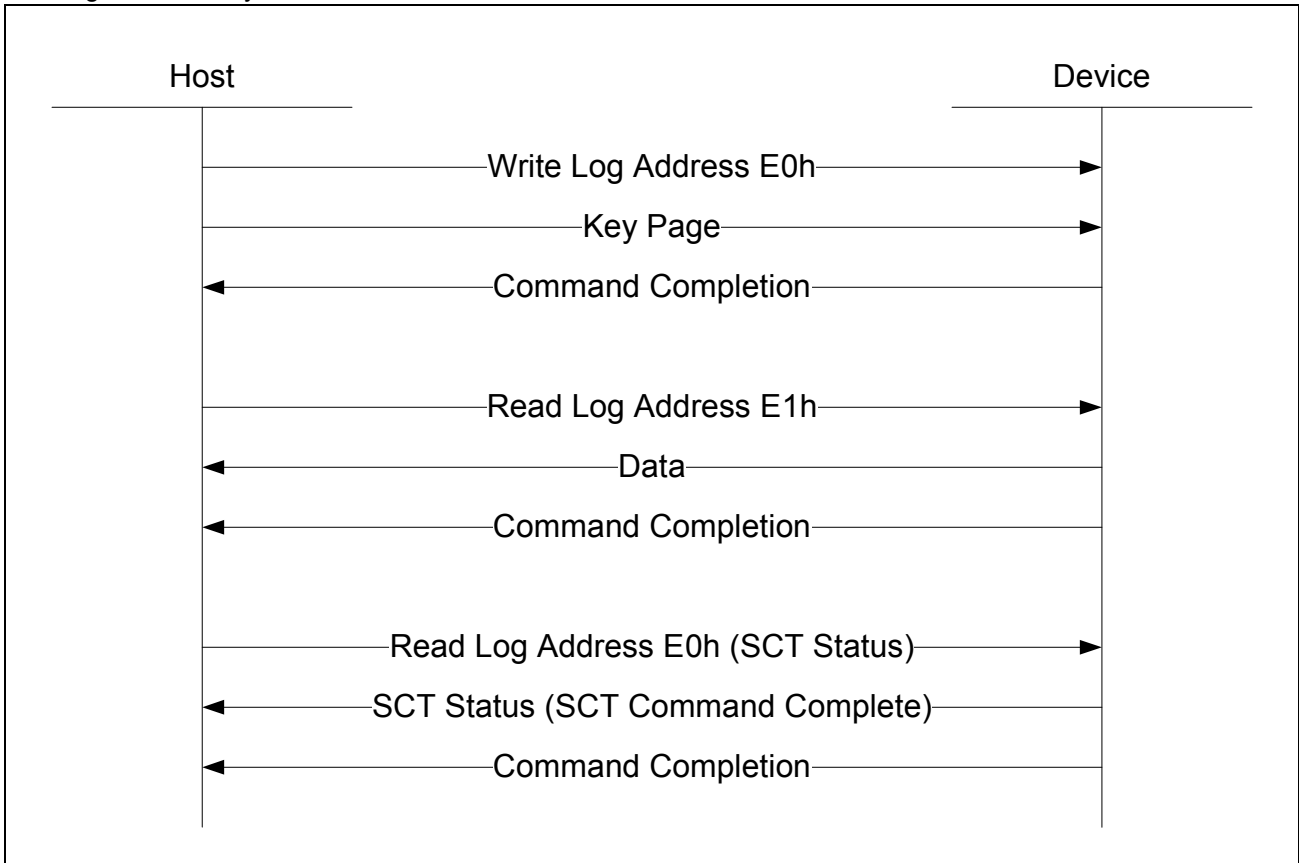 Host Device
Write Log Address E0h
Key Page
Command Completion
Read Log Address E1h
Data
Command Completion
Read Log Address E0h (SCT Status)
SCT Status (SCT Command Complete)
Command Completion